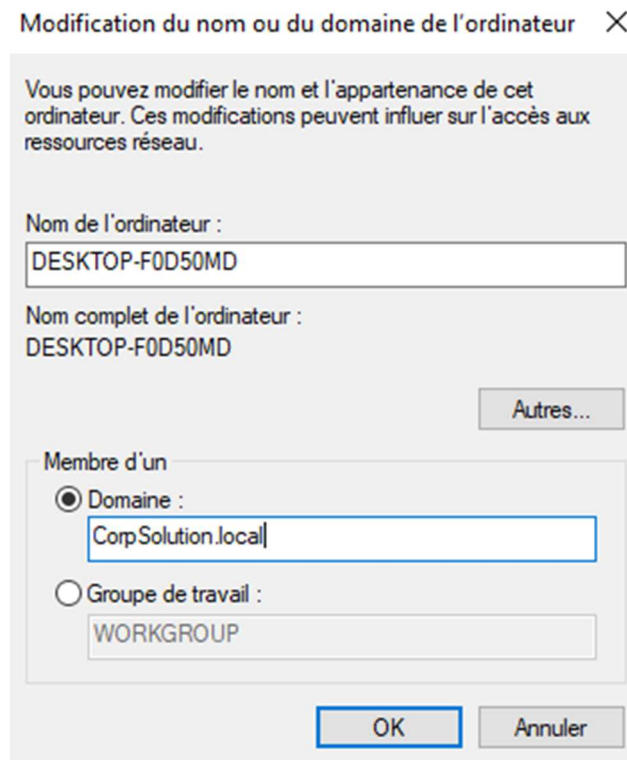 Modification du nom ou du domaine de l'ordinateur
Vous pouvez modifier le nom et l'appartenance de cet
ordinateur. Ces modifications peuvent influer sur l'accès aux
ressources réseau.
Nom de l'ordinateur :
DESKTOP-F0D50MD
Nom complet de l'ordinateur :
DESKTOP-F0D50MD
Autres...
Membre d'un
Domaine :
CorpSolution.local
Groupe de travail :
WORKGROUP
OK Annuler